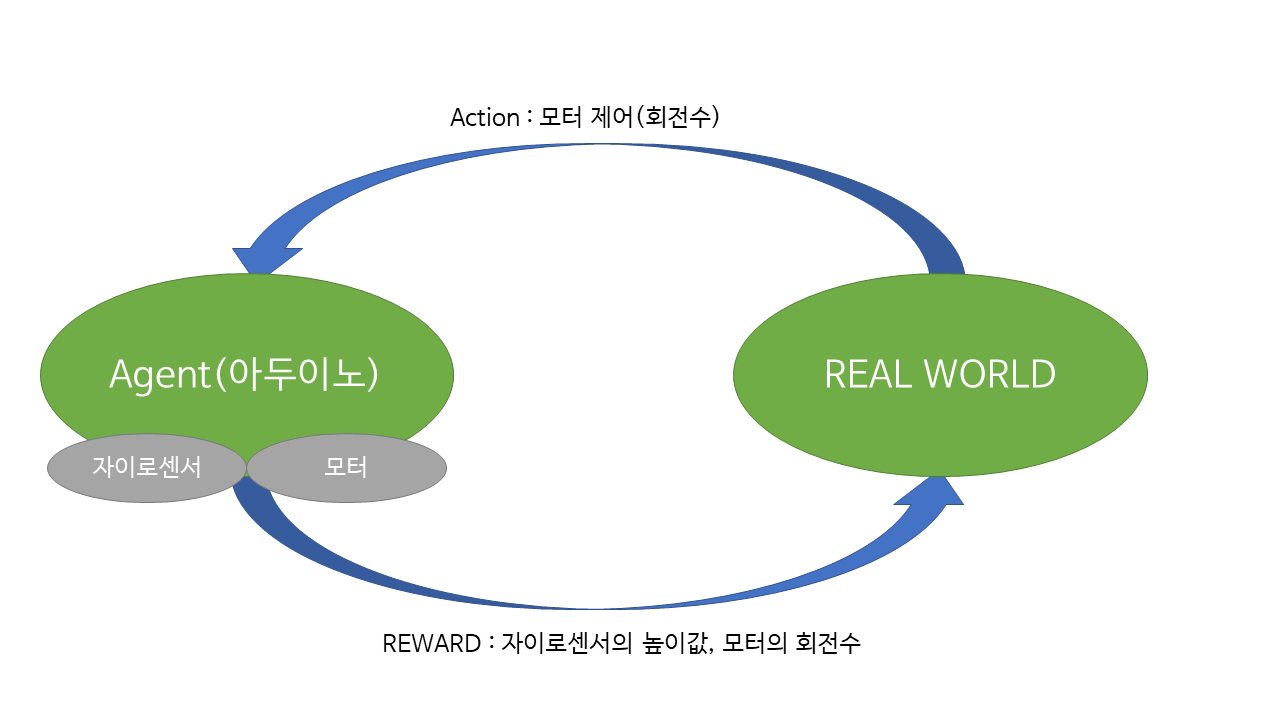 Action : 모터 제어(회전수)
Agent(아두이노)
REAL WORLD
자이로센서
모터
REWARD : 자이로센서의 높이값, 모터의 회전수